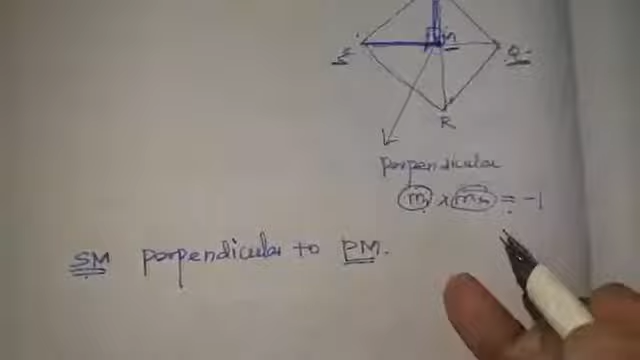 S
M
Q
R
perpendicular
m₁ × m₂ = -1
SM perpendicular to PM.